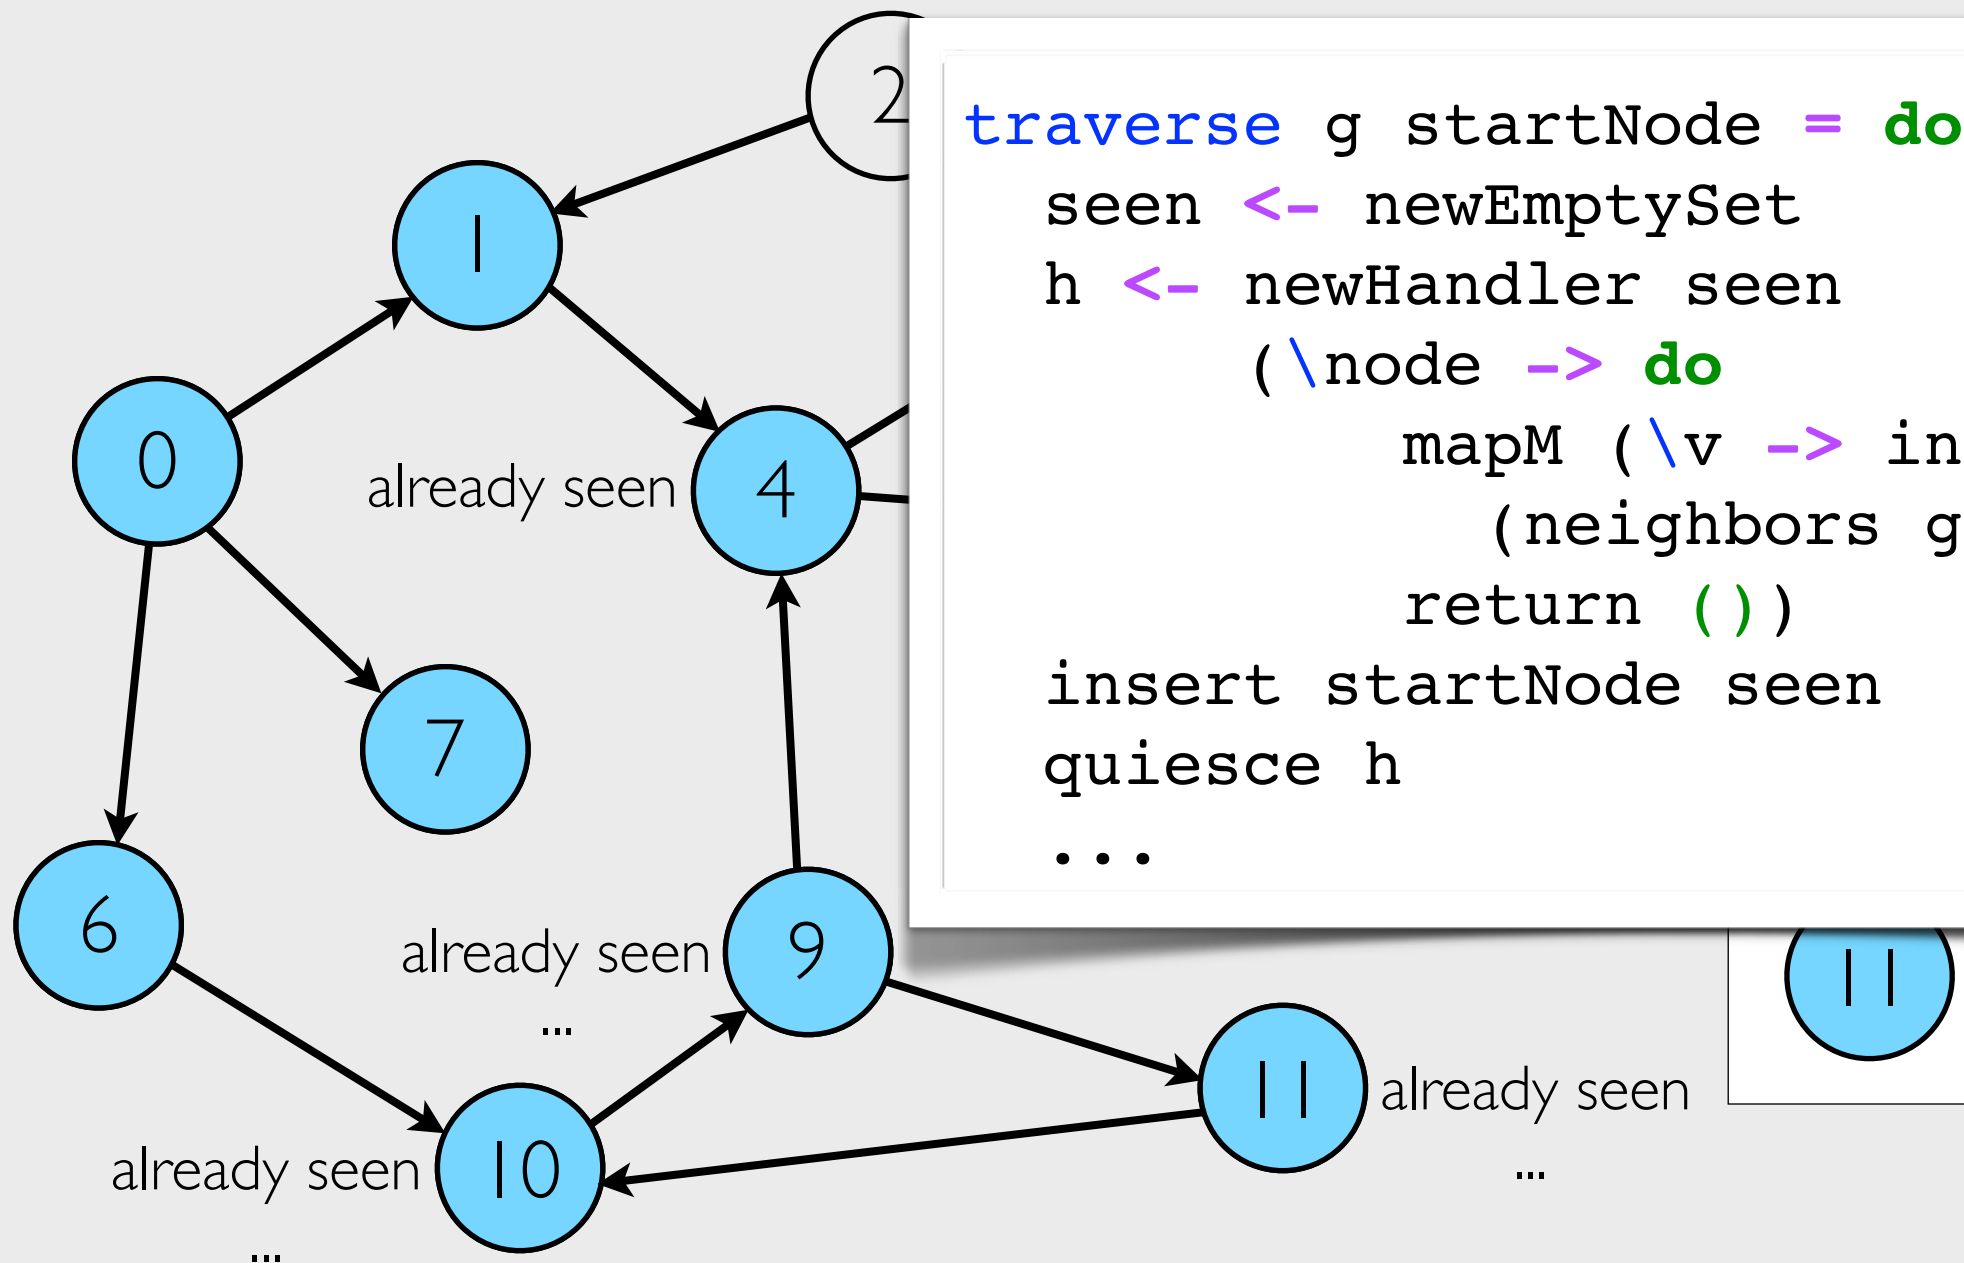 2
traverse g startNode = do
seen <- newEmptySet
h <- newHandler seen
(\node -> do
mapM (\v -> in
(neighbors g
return ())
insert startNode seen
quiesce h
...
1
0
already seen
4
7
6
already seen
9
...
11
11
already seen
...
already seen
10
...